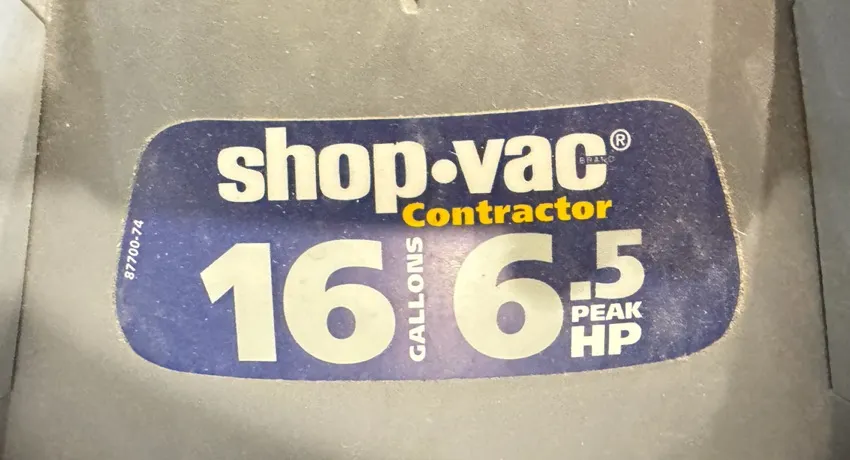 shop·vac®
BRAND
Contractor
16 GALLONS 6.5 PEAK HP
87700-74